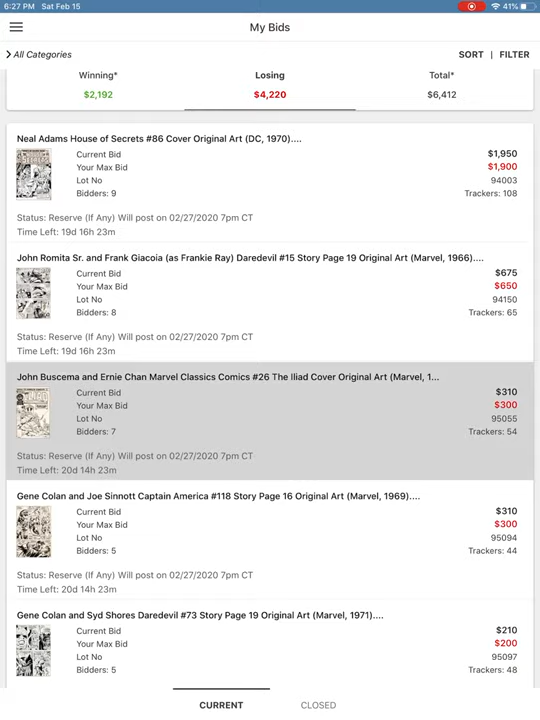 6:27 PM Sat Feb 15
41%
My Bids
All Categories
SORT | FILTER
Winning* Losing Total*
$2,192 $4,220 $6,412
Neal Adams House of Secrets #86 Cover Original Art (DC, 1970)....
Current Bid $1,950
Your Max Bid $1,900
Lot No 94003
Bidders: 9 Trackers: 108
Status: Reserve (If Any) Will post on 02/27/2020 7pm CT
Time Left: 19d 16h 23m
John Romita Sr. and Frank Giacoia (as Frankie Ray) Daredevil #15 Story Page 19 Original Art (Marvel, 1966)....
Current Bid $675
Your Max Bid $650
Lot No 94150
Bidders: 8 Trackers: 65
Status: Reserve (If Any) Will post on 02/27/2020 7pm CT
Time Left: 19d 16h 23m
John Buscema and Ernie Chan Marvel Classics Comics #26 The Iliad Cover Original Art (Marvel, 1...
Current Bid $310
Your Max Bid $300
Lot No 95055
Bidders: 7 Trackers: 54
Status: Reserve (If Any) Will post on 02/27/2020 7pm CT
Time Left: 20d 14h 23m
Gene Colan and Joe Sinnott Captain America #118 Story Page 16 Original Art (Marvel, 1969)....
Current Bid $310
Your Max Bid $300
Lot No 95094
Bidders: 5 Trackers: 44
Status: Reserve (If Any) Will post on 02/27/2020 7pm CT
Time Left: 20d 14h 23m
Gene Colan and Syd Shores Daredevil #73 Story Page 19 Original Art (Marvel, 1971)....
Current Bid $210
Your Max Bid $200
Lot No 95097
Bidders: 5 Trackers: 48
CURRENT CLOSED